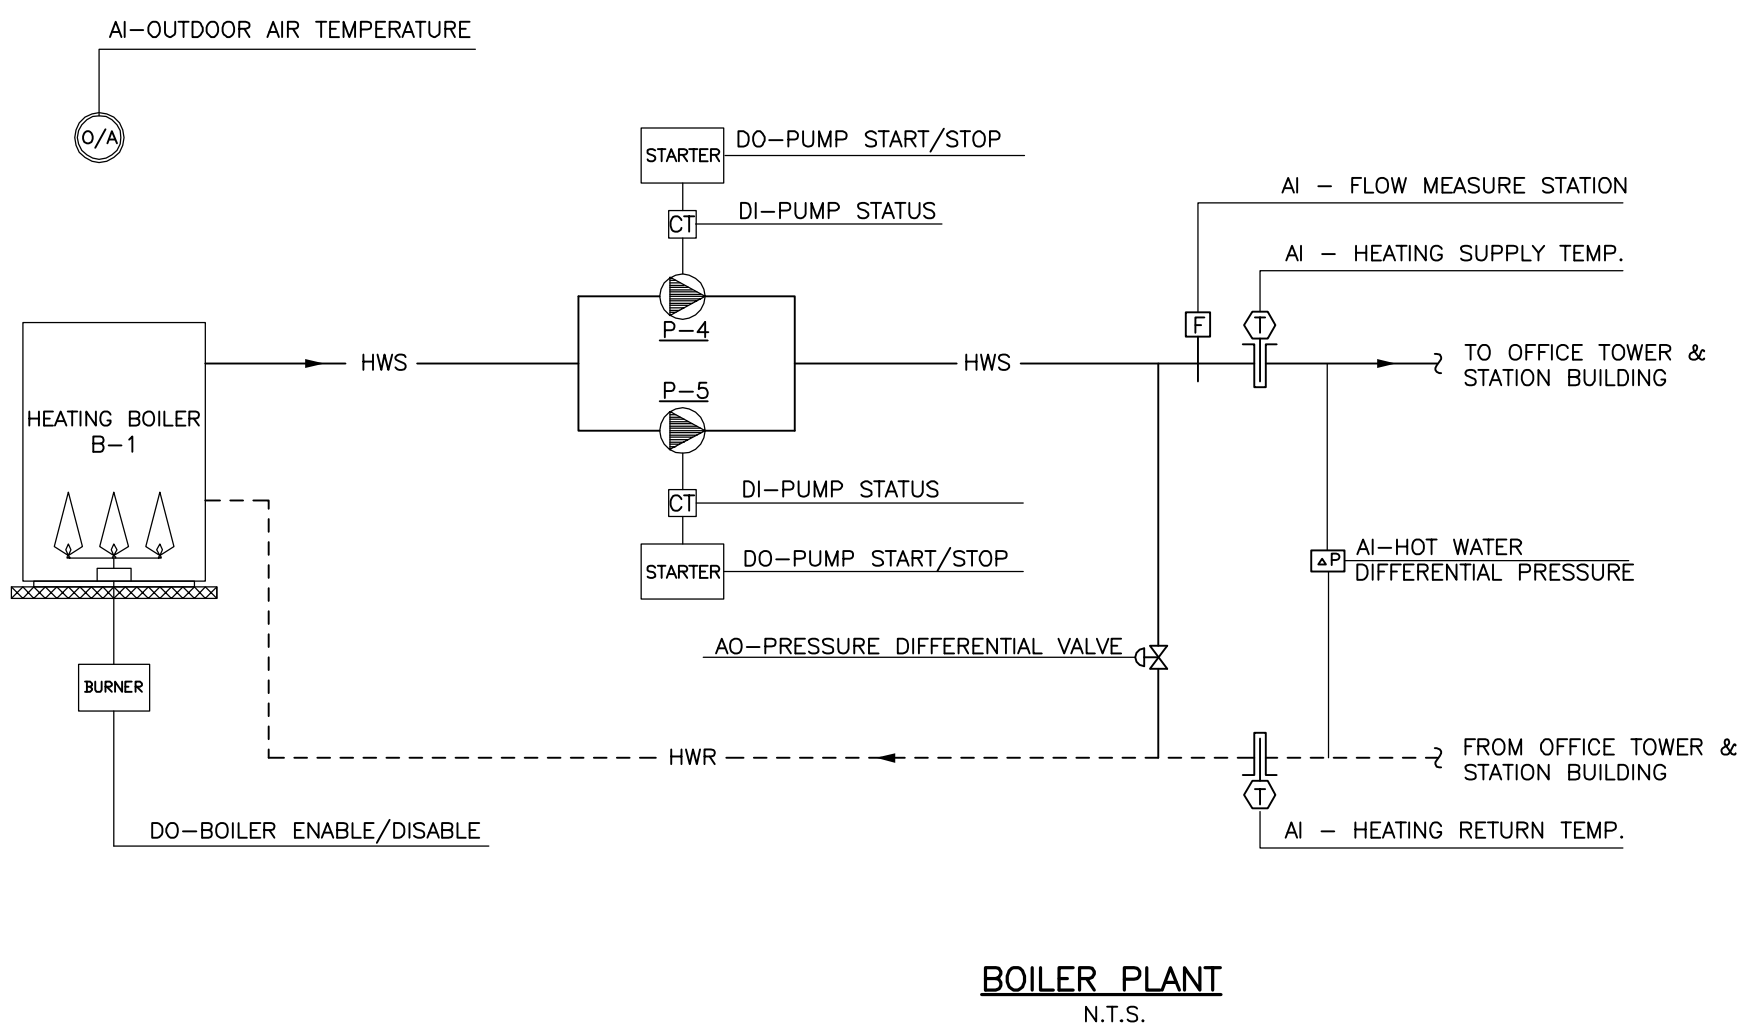 AI-OUTDOOR AIR TEMPERATURE
O/A
STARTER
DO-PUMP START/STOP
CT
DI-PUMP STATUS
AI - FLOW MEASURE STATION
AI - HEATING SUPPLY TEMP.
F
T
P-4
HWS
HWS
TO OFFICE TOWER &
STATION BUILDING
P-5
HEATING BOILER
B-1
CT
DI-PUMP STATUS
STARTER
DO-PUMP START/STOP
△P
AI-HOT WATER
DIFFERENTIAL PRESSURE
AO-PRESSURE DIFFERENTIAL VALVE
BURNER
HWR
FROM OFFICE TOWER &
STATION BUILDING
T
DO-BOILER ENABLE/DISABLE
AI - HEATING RETURN TEMP.
BOILER PLANT
N.T.S.